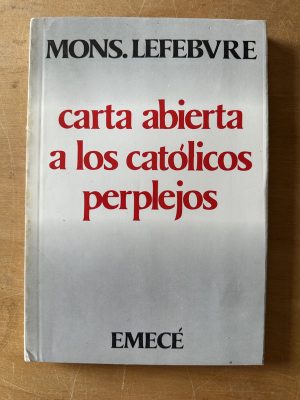 MONS. LEFEBVRE
carta abierta
a los católicos
perplejos
EMECÉ